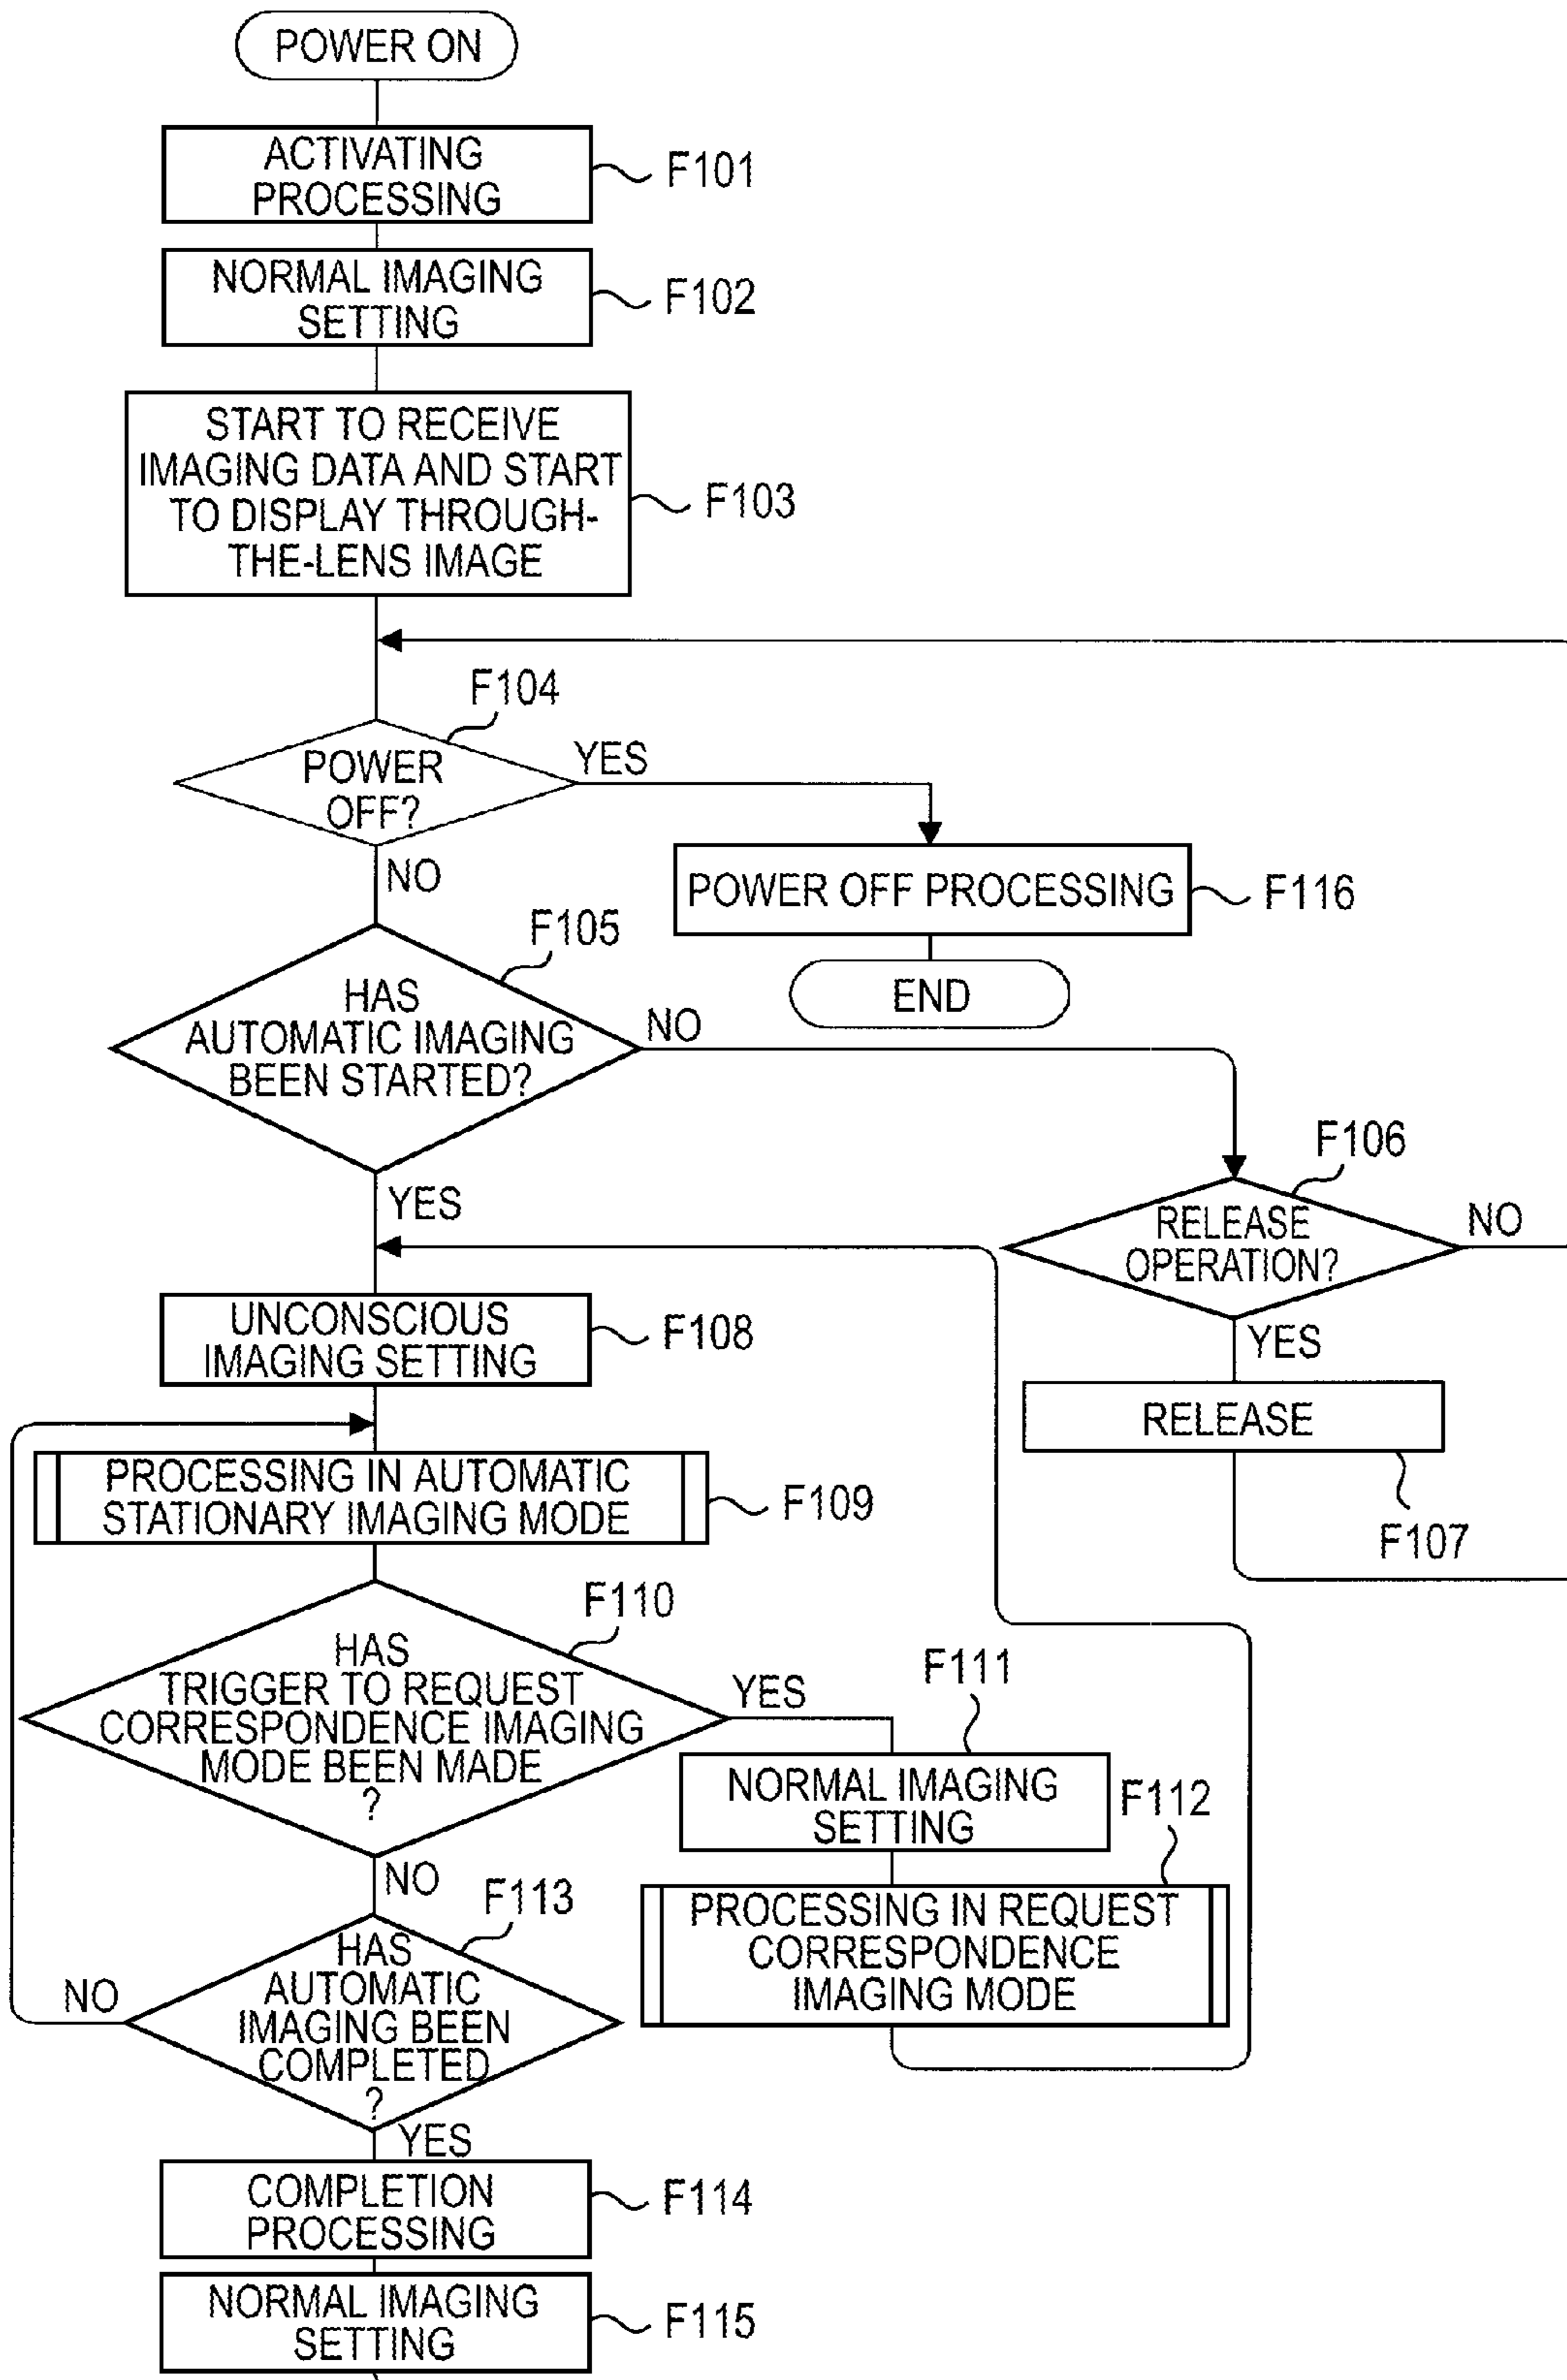 POWER ON
ACTIVATING
PROCESSING
F101
NORMAL IMAGING
SETTING
F102
START TO RECEIVE
IMAGING DATA AND START
TO DISPLAY THROUGH-
THE-LENS IMAGE
F103
F104
POWER
OFF?
YES
NO
POWER OFF PROCESSING
F116
END
F105
HAS
AUTOMATIC IMAGING
BEEN STARTED?
NO
YES
F106
RELEASE
OPERATION?
NO
YES
RELEASE
F107
UNCONSCIOUS
IMAGING SETTING
F108
PROCESSING IN AUTOMATIC
STATIONARY IMAGING MODE
F109
F110
HAS
TRIGGER TO REQUEST
CORRESPONDENCE IMAGING
MODE BEEN MADE
?
YES
NO
F111
NORMAL IMAGING
SETTING
F112
PROCESSING IN REQUEST
CORRESPONDENCE
IMAGING MODE
F113
HAS
AUTOMATIC
IMAGING BEEN
COMPLETED
?
NO
YES
COMPLETION
PROCESSING
F114
NORMAL IMAGING
SETTING
F115